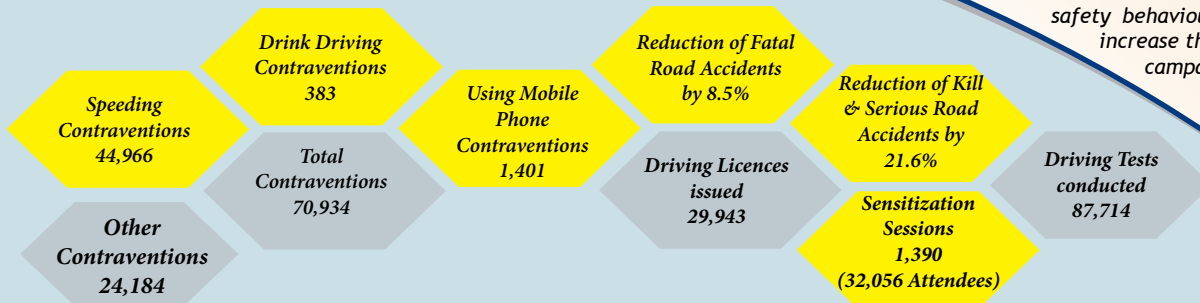 safety behaviou
increase th
campa
Drink Driving
Contraventions
383
Reduction of Fatal
Road Accidents
by 8.5%
Speeding
Contraventions
44,966
Using Mobile
Phone
Contraventions
1,401
Reduction of Kill
& Serious Road
Accidents by
21.6%
Total
Contraventions
70,934
Driving Licences
issued
29,943
Driving Tests
conducted
87,714
Other
Contraventions
24,184
Sensitization
Sessions
1,390
(32,056 Attendees)